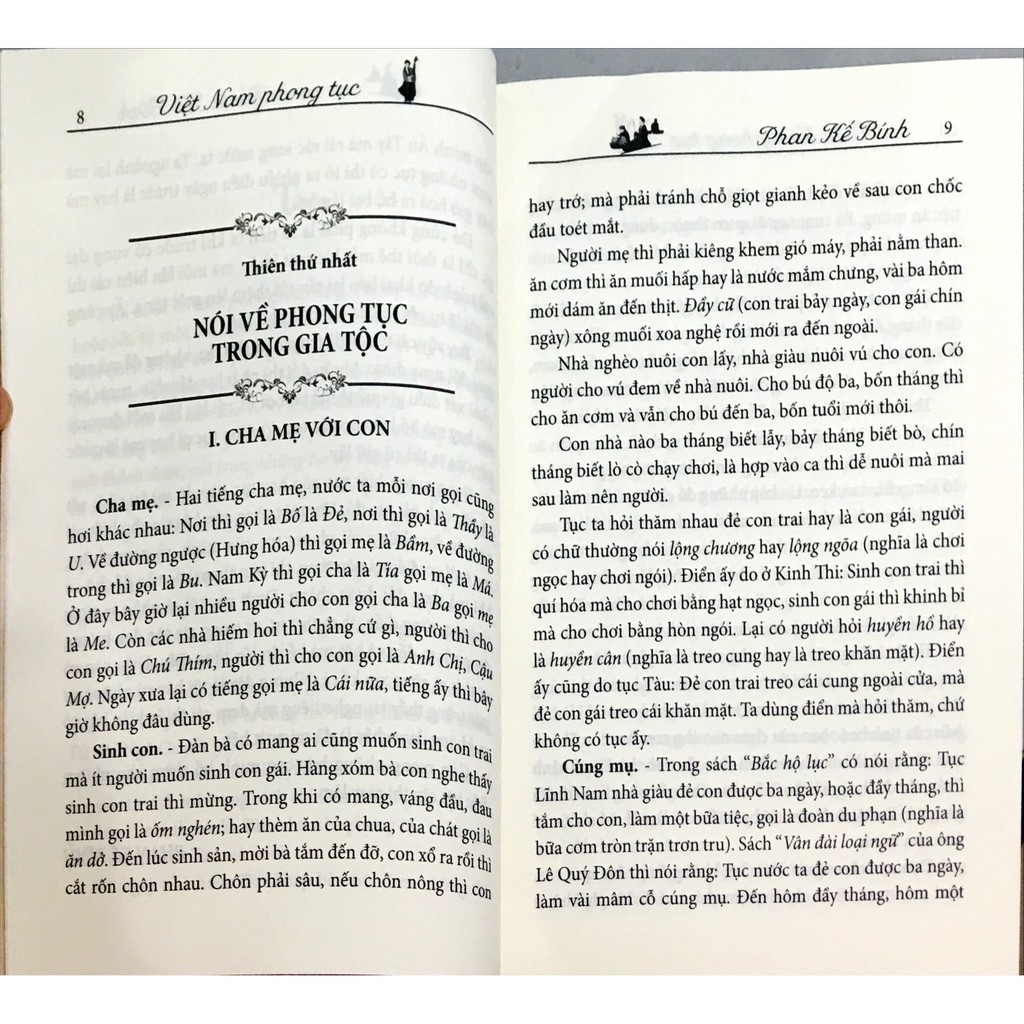 8
Việt Nam phong tục
Thiên thứ nhất
NÓI VỀ PHONG TỤC
TRONG GIA TỘC
I. CHA MẸ VỚI CON
Cha mẹ. - Hai tiếng cha mẹ, nước ta mỗi nơi gọi cũng
hơi khác nhau: Nơi thì gọi là Bố là Đẻ, nơi thì gọi là Thầy là
U. Về đường ngược (Hưng hóa) thì gọi mẹ là Bầm, về đường
trong thì gọi là Bu. Nam Kỳ thì gọi cha là Tía gọi mẹ là Má.
Ở đây bây giờ lại nhiều người cho con gọi cha là Ba gọi mẹ
là Me. Còn các nhà hiếm hoi thì chẳng cứ gì, người thì cho
con gọi là Chú Thím, người thì cho con gọi là Anh Chị, Cậu
Mợ. Ngày xưa lại có tiếng gọi mẹ là Cái nữa, tiếng ấy thì bây
giờ không đâu dùng.
Sinh con. - Đàn bà có mang ai cũng muốn sinh con trai
mà ít người muốn sinh con gái. Hàng xóm bà con nghe thấy
sinh con trai thì mừng. Trong khi có mang, váng đầu, đau
mình gọi là ốm nghén; hay thèm ăn của chua, của chát gọi là
ăn dở. Đến lúc sinh sản, mời bà tắm đến đỡ, con xổ ra rồi thì
cắt rốn chôn nhau. Chôn phải sâu, nếu chôn nông thì con
Phan Kế Bính
9
hay trớ; mà phải tránh chỗ giọt gianh kẻo về sau con chốc
đầu toét mắt.
Người mẹ thì phải kiêng khem gió máy, phải nằm than.
ăn cơm thì ăn muối hấp hay là nước mắm chưng, vài ba hôm
mới dám ăn đến thịt. Đầy cữ (con trai bảy ngày, con gái chín
ngày) xông muối xoa nghệ rồi mới ra đến ngoài.
Nhà nghèo nuôi con lấy, nhà giàu nuôi vú cho con. Có
người cho vú đem về nhà nuôi. Cho bú độ ba, bốn tháng thì
cho ăn cơm và vẫn cho bú đến ba, bốn tuổi mới thôi.
Con nhà nào ba tháng biết lẫy, bảy tháng biết bò, chín
tháng biết lò cò chạy chơi, là hợp vào ca thì dễ nuôi mà mai
sau làm nên người.
Tục ta hỏi thăm nhau đẻ con trai hay là con gái, người
có chữ thường nói lộng chương hay lộng ngõa (nghĩa là chơi
ngọc hay chơi ngói). Điển ấy do ở Kinh Thi: Sinh con trai thì
quí hóa mà cho chơi bằng hạt ngọc, sinh con gái thì khinh bỉ
mà cho chơi bằng hòn ngói. Lại có người hỏi huyền hồ hay
là huyền cân (nghĩa là treo cung hay là treo khăn mặt). Điển
ấy cũng do tục Tàu: Đẻ con trai treo cái cung ngoài cửa, mà
đẻ con gái treo cái khăn mặt. Ta dùng điển mà hỏi thăm, chứ
không có tục ấy.
Cúng mụ. - Trong sách “Bắc hộ lục” có nói rằng: Tục
Lĩnh Nam nhà giàu đẻ con được ba ngày, hoặc đầy tháng, thì
tắm cho con, làm một bữa tiệc, gọi là đoàn du phạn (nghĩa là
bữa cơm tròn trặn trơn tru). Sách “Vân đài loại ngữ” của ông
Lê Quý Đôn thì nói rằng: Tục nước ta đẻ con được ba ngày,
làm vài mâm cỗ cúng mụ. Đến hôm đầy tháng, hôm một